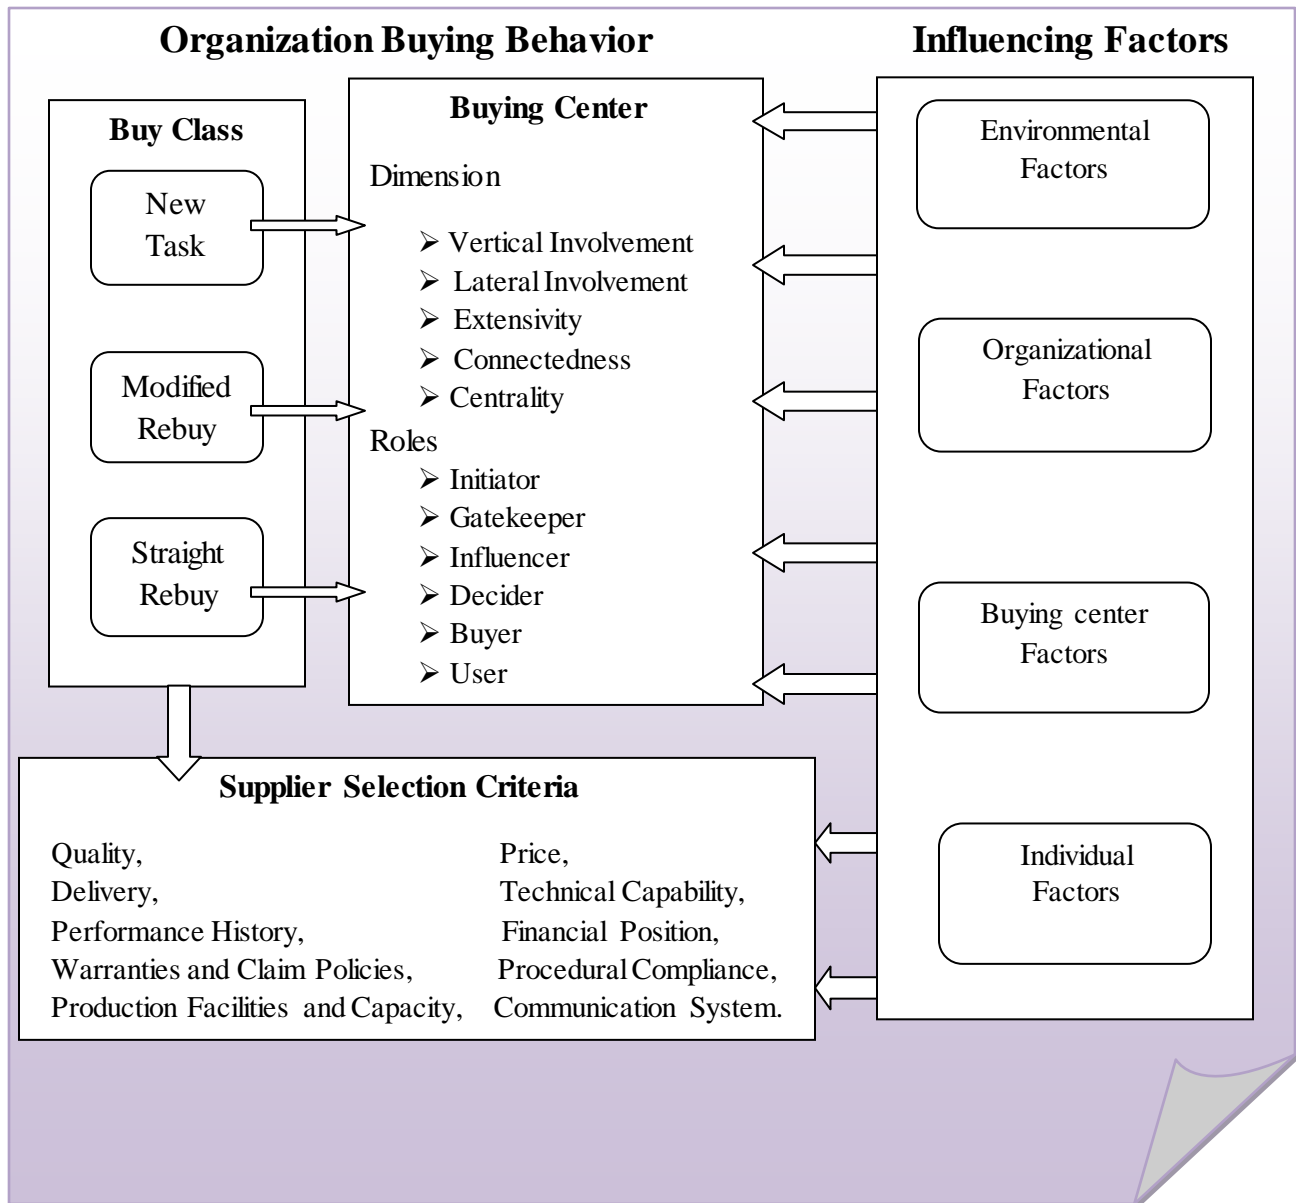 Organization Buying Behavior
Influencing Factors
Buy Class
New
Task
Modified
Rebuy
Straight
Rebuy
Buying Center
Dimension
➢ Vertical Involvement
➢ Lateral Involvement
➢ Extensivity
➢ Connectedness
➢ Centrality
Roles
➢ Initiator
➢ Gatekeeper
➢ Influencer
➢ Decider
➢ Buyer
➢ User
Environmental
Factors
Organizational
Factors
Buying center
Factors
Individual
Factors
Supplier Selection Criteria
Quality, Price,
Delivery, Technical Capability,
Performance History, Financial Position,
Warranties and Claim Policies, Procedural Compliance,
Production Facilities and Capacity, Communication System.